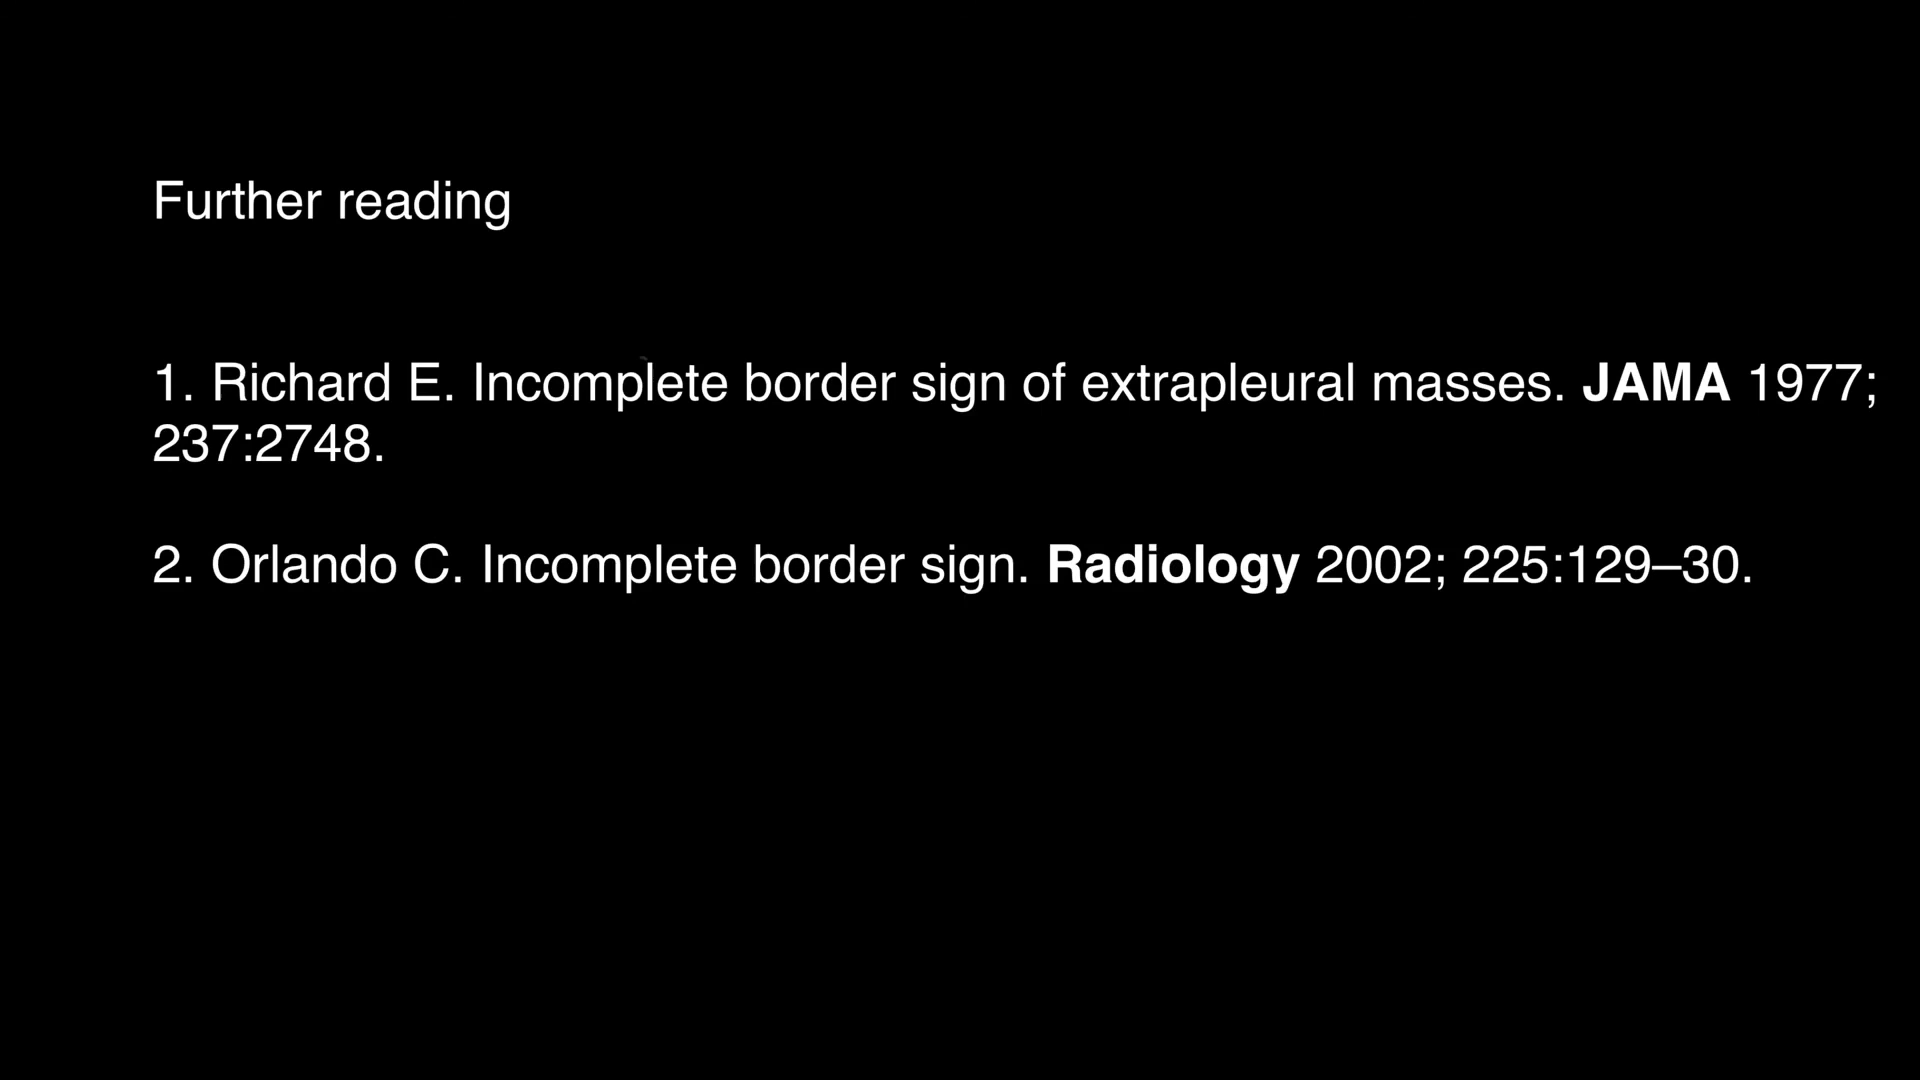 Further reading
1. Richard E. Incomplete border sign of extrapleural masses. JAMA 1977;
237:2748.
2. Orlando C. Incomplete border sign. Radiology 2002; 225:129–30.